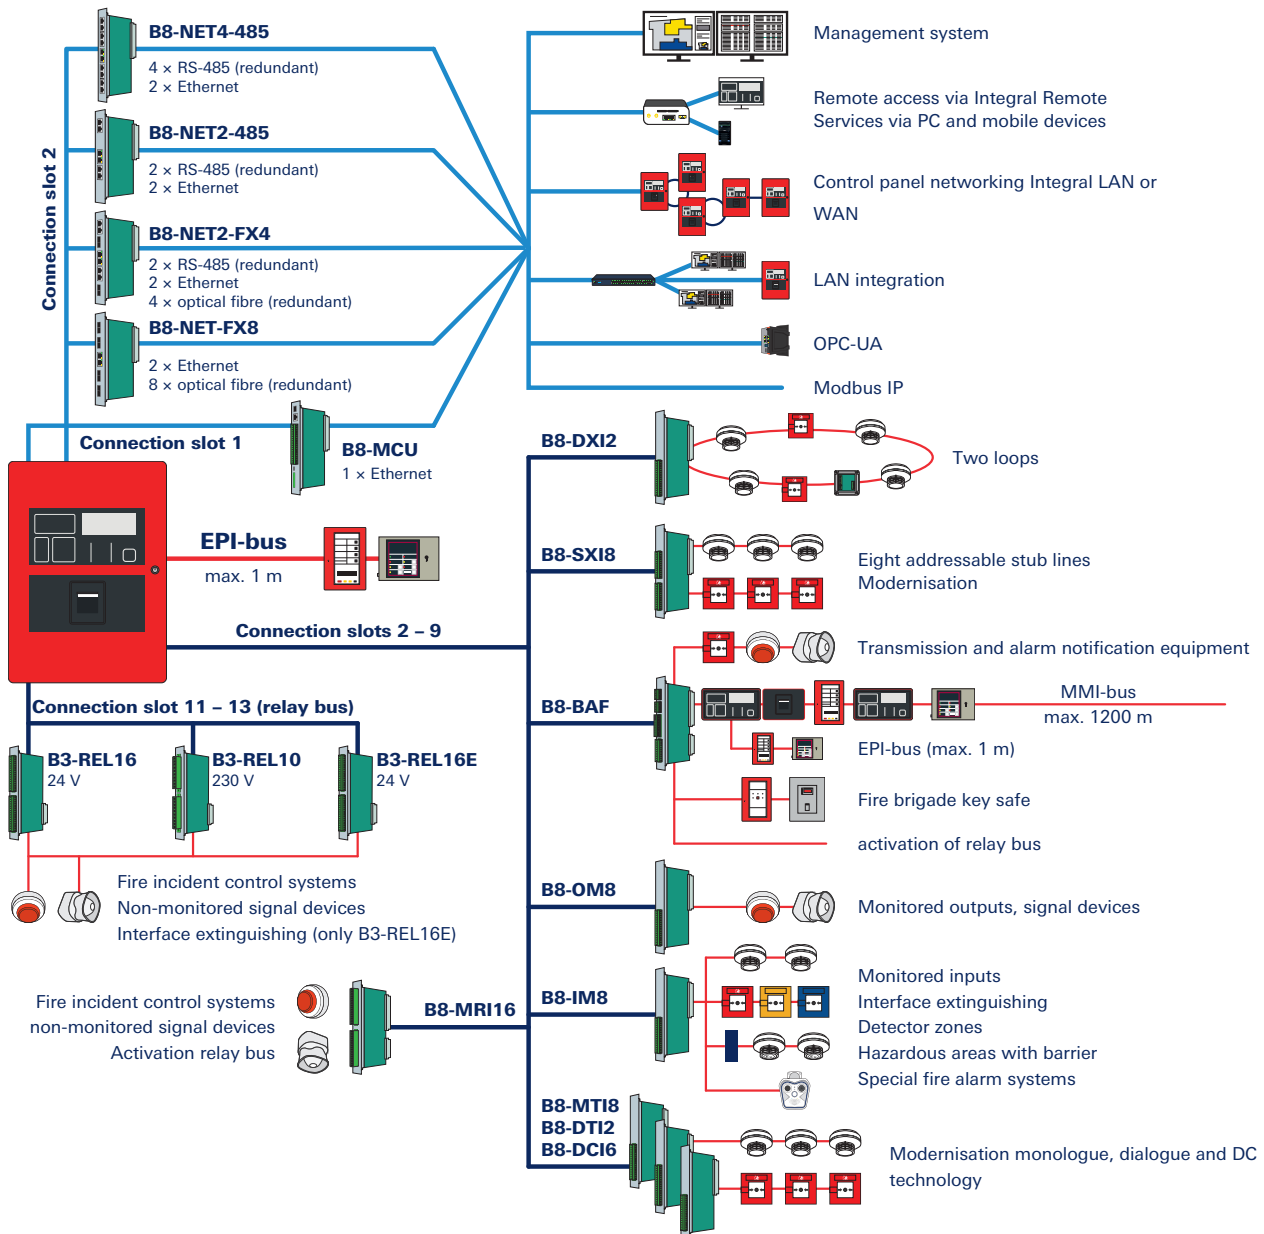 B8-NET4-485
4 × RS-485 (redundant)
2 × Ethernet
B8-NET2-485
2 × RS-485 (redundant)
2 × Ethernet
Connection slot 2
B8-NET2-FX4
2 × RS-485 (redundant)
2 × Ethernet
4 × optical fibre (redundant)
B8-NET-FX8
2 × Ethernet
8 × optical fibre (redundant)
Connection slot 1
B8-MCU
1 × Ethernet
Management system
Remote access via Integral Remote
Services via PC and mobile devices
Control panel networking Integral LAN or
WAN
LAN integration
OPC-UA
Modbus IP
EPI-bus
max. 1 m
Connection slots 2 – 9
B8-DXI2
Two loops
B8-SXI8
Eight addressable stub lines
Modernisation
Transmission and alarm notification equipment
B8-BAF
MMI-bus
max. 1200 m
EPI-bus (max. 1 m)
Fire brigade key safe
activation of relay bus
Connection slot 11 – 13 (relay bus)
B3-REL16
24 V
B3-REL10
230 V
B3-REL16E
24 V
Fire incident control systems
Non-monitored signal devices
Interface extinguishing (only B3-REL16E)
B8-OM8
Monitored outputs, signal devices
Fire incident control systems
non-monitored signal devices
Activation relay bus
B8-MRI16
B8-IM8
Monitored inputs
Interface extinguishing
Detector zones
Hazardous areas with barrier
Special fire alarm systems
B8-MTI8
B8-DTI2
B8-DCI6
Modernisation monologue, dialogue and DC
technology